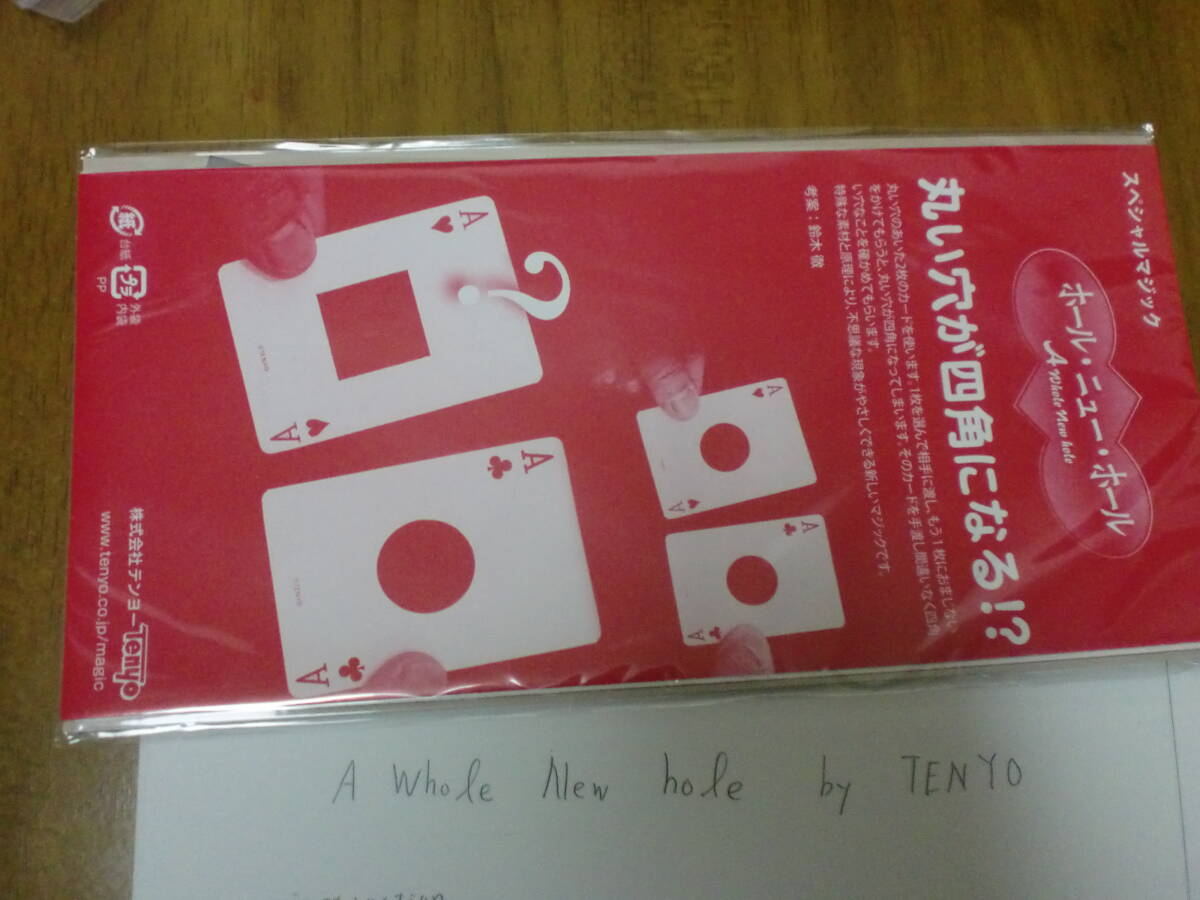 スペシャルマジック
ホール・ニュー・ホール
A Whole New hole
丸い穴が四角になる!?
丸い穴のあいた2枚のカードを使います。1枚を選んで相手に渡し、もう1枚におまじない
をかけてもらうと、丸い穴が四角になってしまいます。そのカードを手渡し間違いなく四角
い穴なことを確かめてもらいます。
特殊な素材と原理により、不思議な現象がやさしくできる新しいマジックです。
考案:鈴木 徹
A
A
A
A
?
A
A
TENYO
A
A
TENYO
紙
台紙
プラ
外袋
内袋
PP
株式会社テンヨー Tenyo
www.tenyo.co.jp/magic
A Whole New hole by TENYO